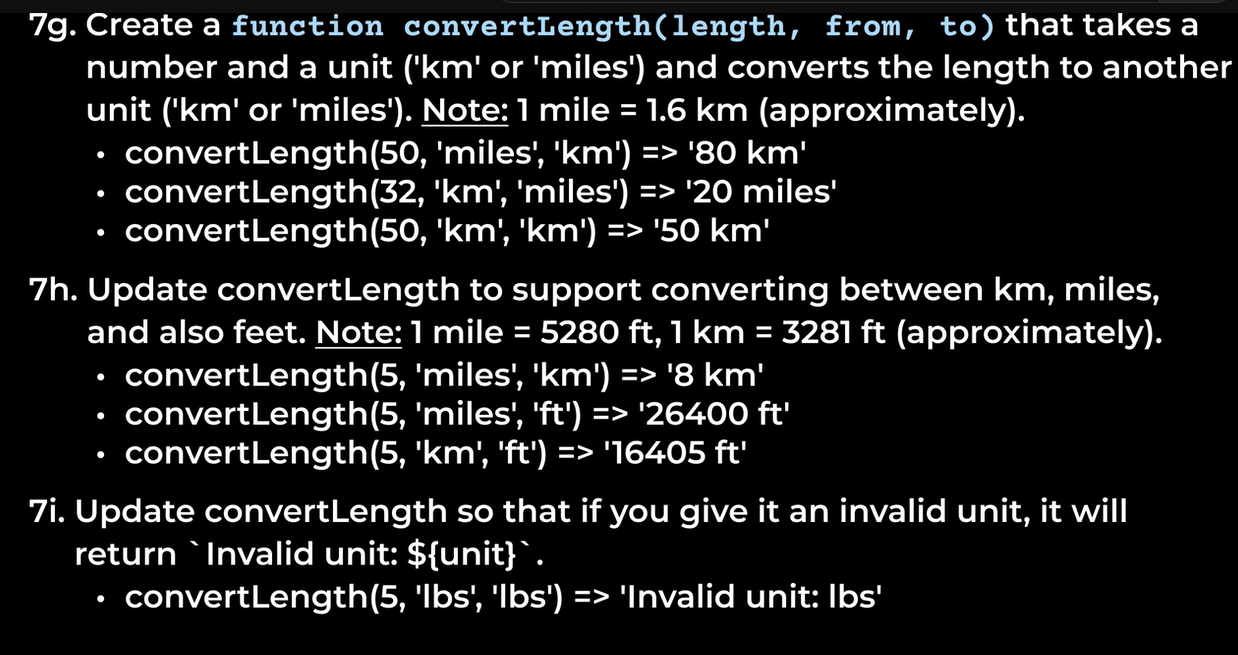 7g. Create a function convertLength(length, from, to) that takes a
number and a unit ('km' or 'miles') and converts the length to another
unit ('km' or 'miles'). Note: 1 mile = 1.6 km (approximately).
• convertLength(50, 'miles', 'km') => '80 km'
• convertLength(32, 'km', 'miles') => '20 miles'
• convertLength(50, 'km', 'km') => '50 km'
7h. Update convertLength to support converting between km, miles,
and also feet. Note: 1 mile = 5280 ft, 1 km = 3281 ft (approximately).
• convertLength(5, 'miles', 'km') => '8 km'
• convertLength(5, 'miles', 'ft') => '26400 ft'
• convertLength(5, 'km', 'ft') => '16405 ft'
7i. Update convertLength so that if you give it an invalid unit, it will
return `Invalid unit: ${unit}`.
• convertLength(5, 'lbs', 'lbs') => 'Invalid unit: lbs'